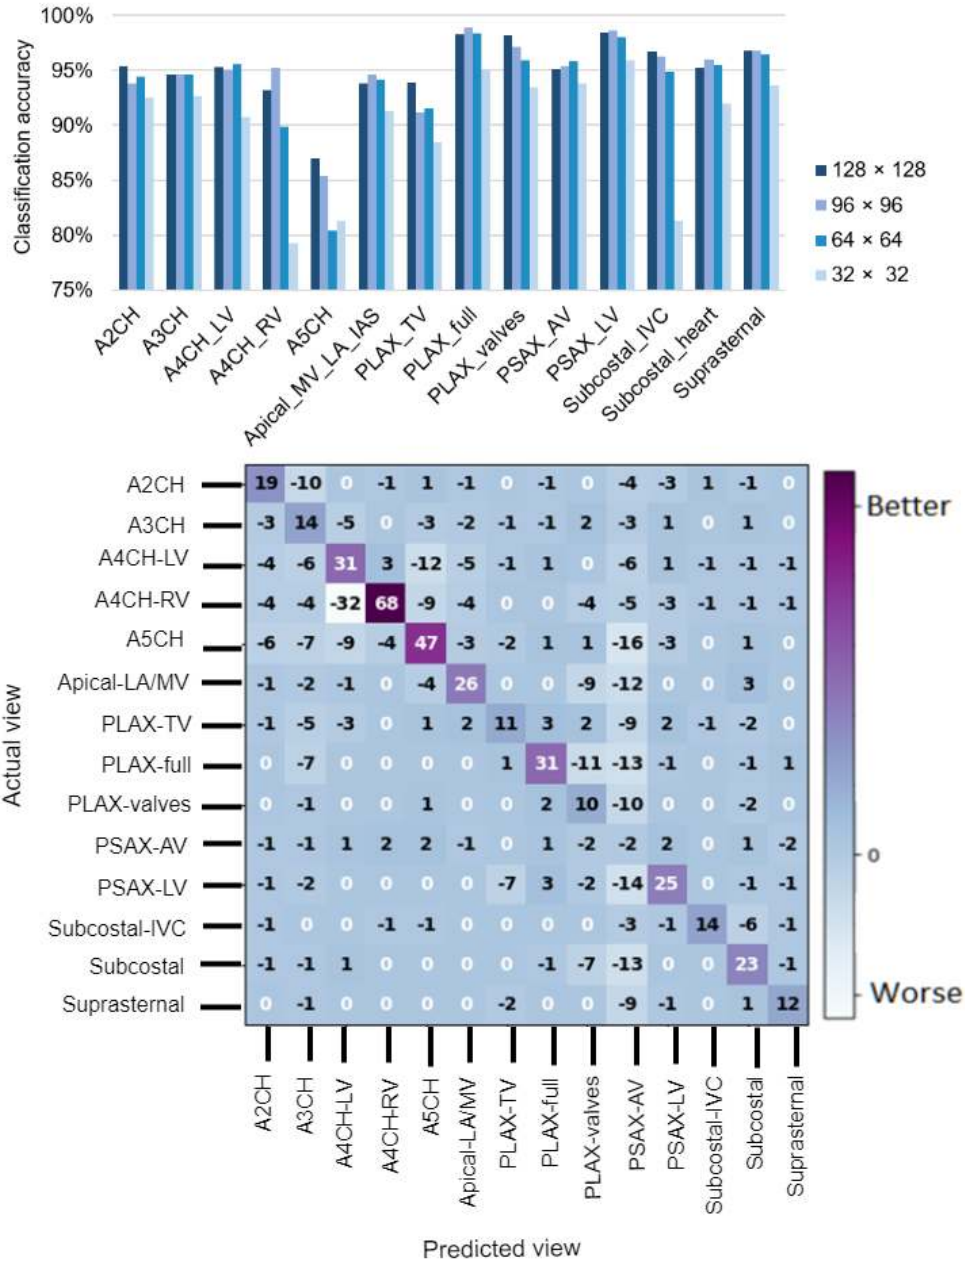 100%
95%
90%
85%
80%
75%
Classification accuracy
128 × 128
96 × 96
64 × 64
32 × 32
A2CH
A3CH
A4CH_LV
A4CH_RV
A5CH
Apical_MV_LA_IAS
PLAX_TV
PLAX_full
PLAX_valves
PSAX_AV
PSAX_LV
Subcostal_IVC
Subcostal_heart
Suprasternal
Actual view
A2CH 19 -10 0 -1 1 -1 0 -1 0 -4 -3 1 -1 0
A3CH -3 14 -5 0 -3 -2 -1 -1 2 -3 1 0 1 0
A4CH-LV -4 -6 31 3 -12 -5 -1 1 0 -6 1 -1 -1 -1
A4CH-RV -4 -4 -32 68 -9 -4 0 0 -4 -5 -3 -1 -1 -1
A5CH -6 -7 -9 -4 47 -3 -2 1 1 -16 -3 0 1 0
Apical-LA/MV -1 -2 -1 0 -4 26 0 0 -9 -12 0 0 3 0
PLAX-TV -1 -5 -3 0 1 2 11 3 2 -9 2 -1 -2 0
PLAX-full 0 -7 0 0 0 0 1 31 -11 -13 -1 0 -1 1
PLAX-valves 0 -1 0 0 1 0 0 2 10 -10 0 0 -2 0
PSAX-AV -1 -1 1 2 2 -1 0 1 -2 -2 2 0 1 -2
PSAX-LV -1 -2 0 0 0 0 -7 3 -2 -14 25 0 -1 -1
Subcostal-IVC -1 0 0 -1 -1 0 0 0 0 -3 -1 14 -6 -1
Subcostal -1 -1 1 0 0 0 0 -1 -7 -13 0 0 23 -1
Suprasternal 0 -1 0 0 0 0 -2 0 0 -9 -1 0 1 12
Better
0
Worse
A2CH
A3CH
A4CH-LV
A4CH-RV
A5CH
Apical-LA/MV
PLAX-TV
PLAX-full
PLAX-valves
PSAX-AV
PSAX-LV
Subcostal-IVC
Subcostal
Suprasternal
Predicted view